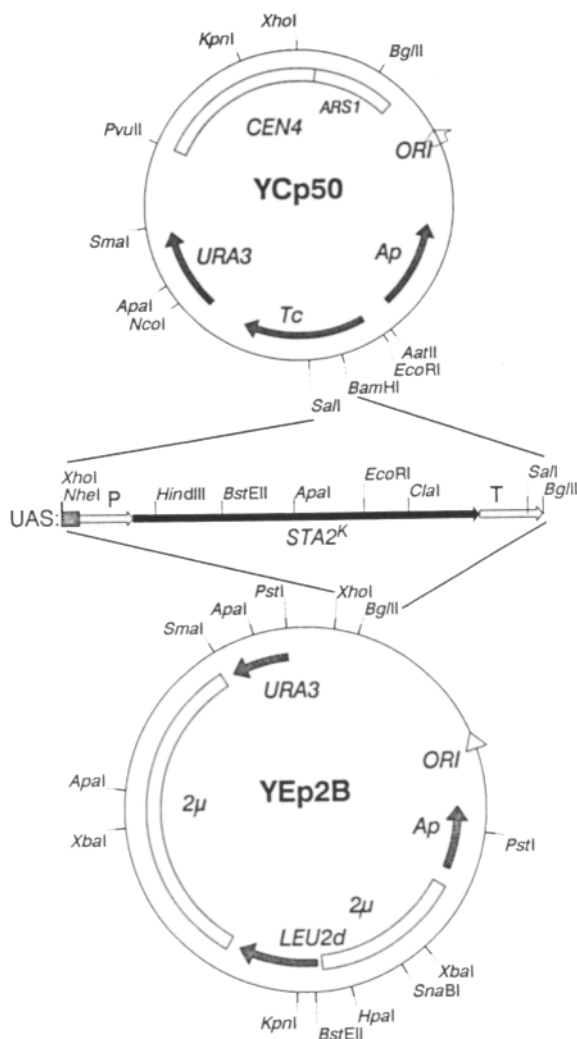 XhoI
KpnI
BglII
ARS1
CEN4
PvuII
ORI
YCp50
SmaI
URA3
Ap
ApaI
NcoI
Tc
AatII
EcoRI
BamHI
SalI
XhoI
NheI
P
HindIII
BstEII
ApaI
EcoRI
ClaI
T
SalI
BglII
UAS:
STA2K
XhoI
PstI
BglII
ApaI
SmaI
URA3
ORI
ApaI
2μ
YEp2B
XbaI
Ap
PstI
2μ
LEU2d
XbaI
SnaBI
HpaI
KpnI
BstEII